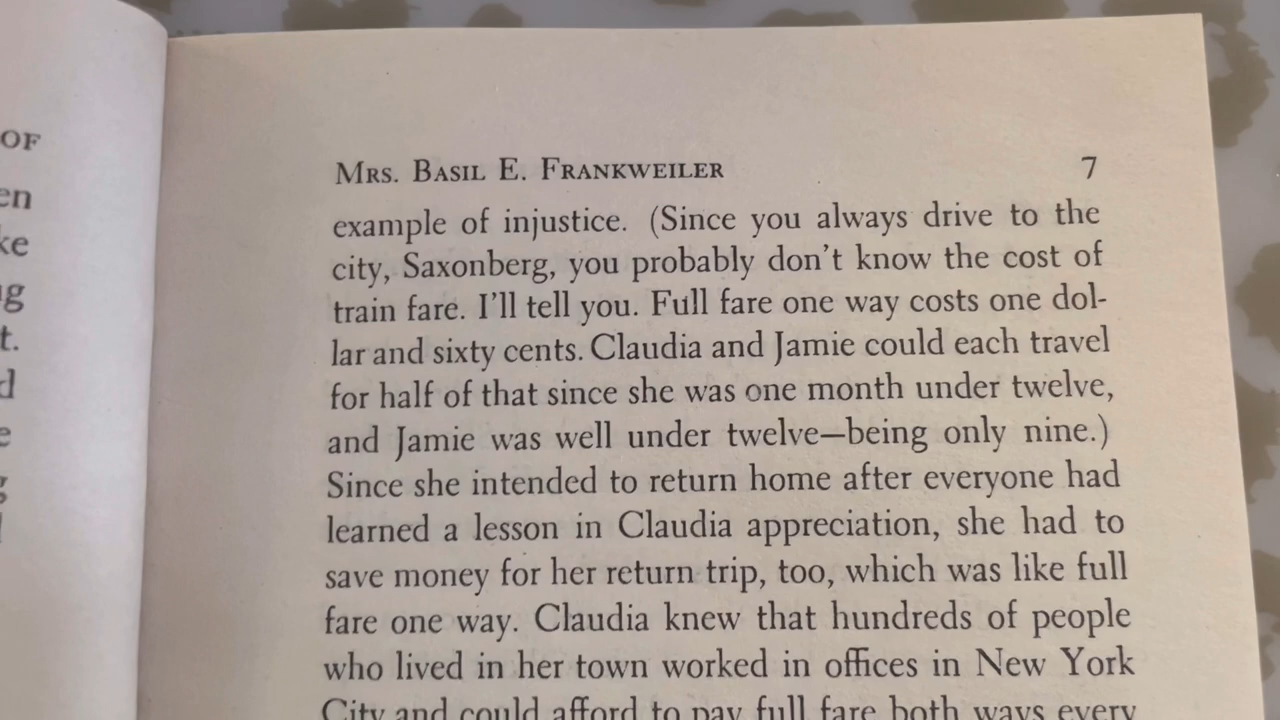 OF
en
ke
t.
d
e
g
Mrs. Basil E. Frankweiler 7
example of injustice. (Since you always drive to the
city, Saxonberg, you probably don't know the cost of
train fare. I'll tell you. Full fare one way costs one dol-
lar and sixty cents. Claudia and Jamie could each travel
for half of that since she was one month under twelve,
and Jamie was well under twelve—being only nine.)
Since she intended to return home after everyone had
learned a lesson in Claudia appreciation, she had to
save money for her return trip, too, which was like full
fare one way. Claudia knew that hundreds of people
who lived in her town worked in offices in New York
City and could afford to pay full fare both ways every